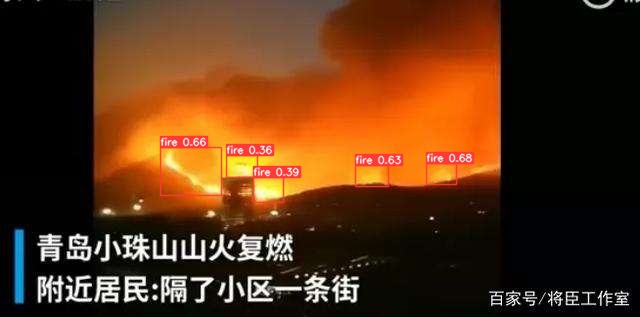 fire 0.66
fire 0.36
fire 0.39
fire 0.63
fire 0.68
青岛小珠山山火复燃
附近居民:隔了小区一条街
百家号/将臣工作室